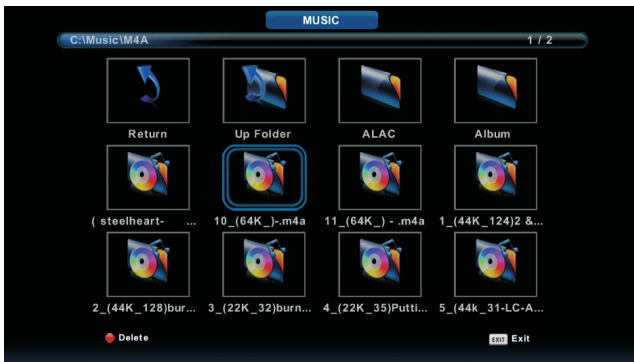 MUSIC
C:\Music\M4A 1 / 2
Return Up Folder ALAC Album
( steelheart- ... 10_(64K_)-.m4a 11_(64K_) - .m4a 1_(44K_124)2 &...
2_(44K_128)bur... 3_(22K_32)burn... 4_(22K_35)Putti... 5_(44k_31-LC-A...
Delete EXIT Exit